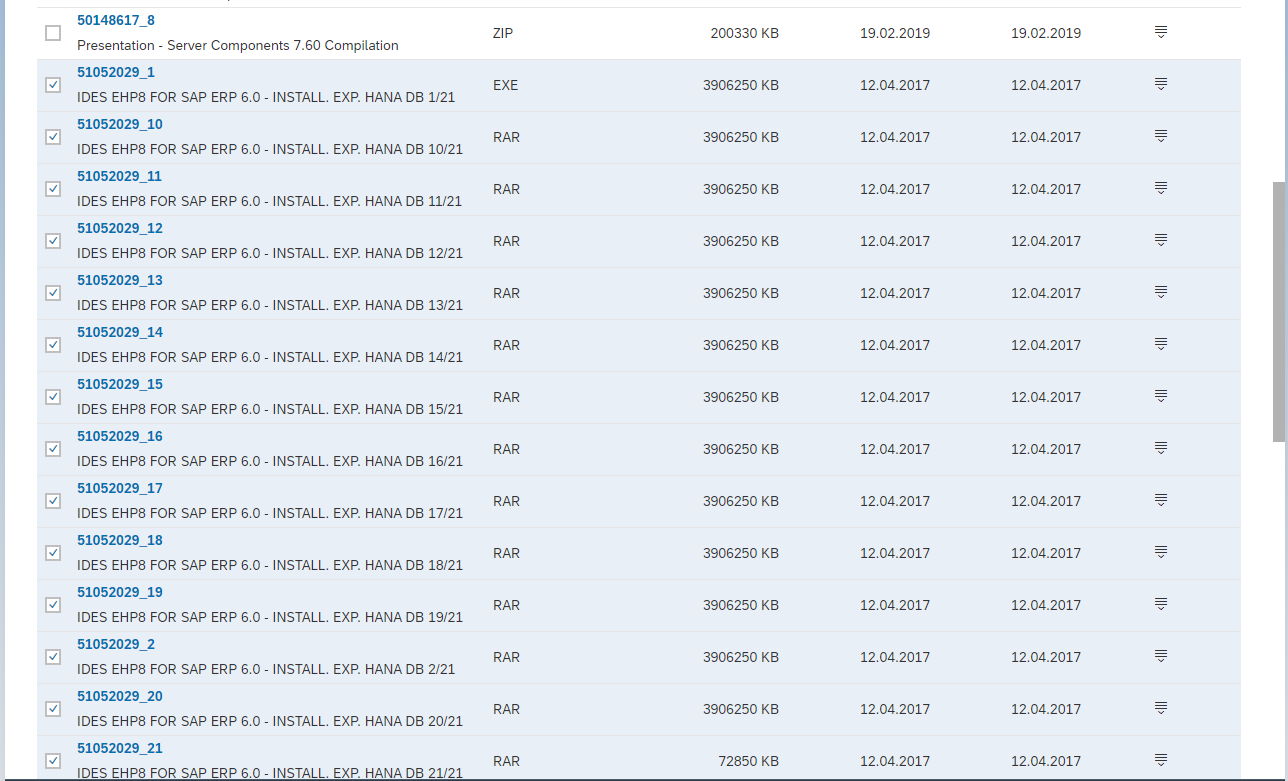 50148617_8
Presentation - Server Components 7.60 Compilation
ZIP 200330 KB 19.02.2019 19.02.2019
51052029_1
IDES EHP8 FOR SAP ERP 6.0 - INSTALL. EXP. HANA DB 1/21
EXE 3906250 KB 12.04.2017 12.04.2017
51052029_10
IDES EHP8 FOR SAP ERP 6.0 - INSTALL. EXP. HANA DB 10/21
RAR 3906250 KB 12.04.2017 12.04.2017
51052029_11
IDES EHP8 FOR SAP ERP 6.0 - INSTALL. EXP. HANA DB 11/21
RAR 3906250 KB 12.04.2017 12.04.2017
51052029_12
IDES EHP8 FOR SAP ERP 6.0 - INSTALL. EXP. HANA DB 12/21
RAR 3906250 KB 12.04.2017 12.04.2017
51052029_13
IDES EHP8 FOR SAP ERP 6.0 - INSTALL. EXP. HANA DB 13/21
RAR 3906250 KB 12.04.2017 12.04.2017
51052029_14
IDES EHP8 FOR SAP ERP 6.0 - INSTALL. EXP. HANA DB 14/21
RAR 3906250 KB 12.04.2017 12.04.2017
51052029_15
IDES EHP8 FOR SAP ERP 6.0 - INSTALL. EXP. HANA DB 15/21
RAR 3906250 KB 12.04.2017 12.04.2017
51052029_16
IDES EHP8 FOR SAP ERP 6.0 - INSTALL. EXP. HANA DB 16/21
RAR 3906250 KB 12.04.2017 12.04.2017
51052029_17
IDES EHP8 FOR SAP ERP 6.0 - INSTALL. EXP. HANA DB 17/21
RAR 3906250 KB 12.04.2017 12.04.2017
51052029_18
IDES EHP8 FOR SAP ERP 6.0 - INSTALL. EXP. HANA DB 18/21
RAR 3906250 KB 12.04.2017 12.04.2017
51052029_19
IDES EHP8 FOR SAP ERP 6.0 - INSTALL. EXP. HANA DB 19/21
RAR 3906250 KB 12.04.2017 12.04.2017
51052029_2
IDES EHP8 FOR SAP ERP 6.0 - INSTALL. EXP. HANA DB 2/21
RAR 3906250 KB 12.04.2017 12.04.2017
51052029_20
IDES EHP8 FOR SAP ERP 6.0 - INSTALL. EXP. HANA DB 20/21
RAR 3906250 KB 12.04.2017 12.04.2017
51052029_21
IDES EHP8 FOR SAP ERP 6.0 - INSTALL. EXP. HANA DB 21/21
RAR 72850 KB 12.04.2017 12.04.2017